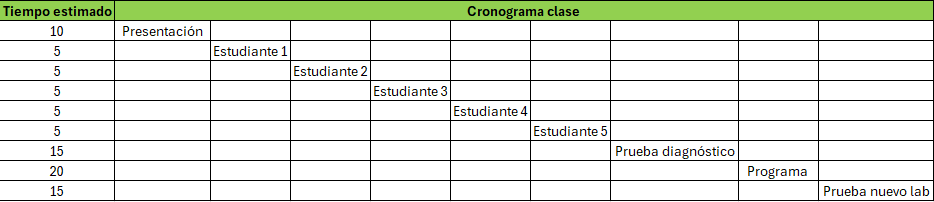 Tiempo estimado Cronograma clase
10 Presentación
5 Estudiante 1
5 Estudiante 2
5 Estudiante 3
5 Estudiante 4
5 Estudiante 5
15 Prueba diagnóstico
20 Programa
15 Prueba nuevo lab